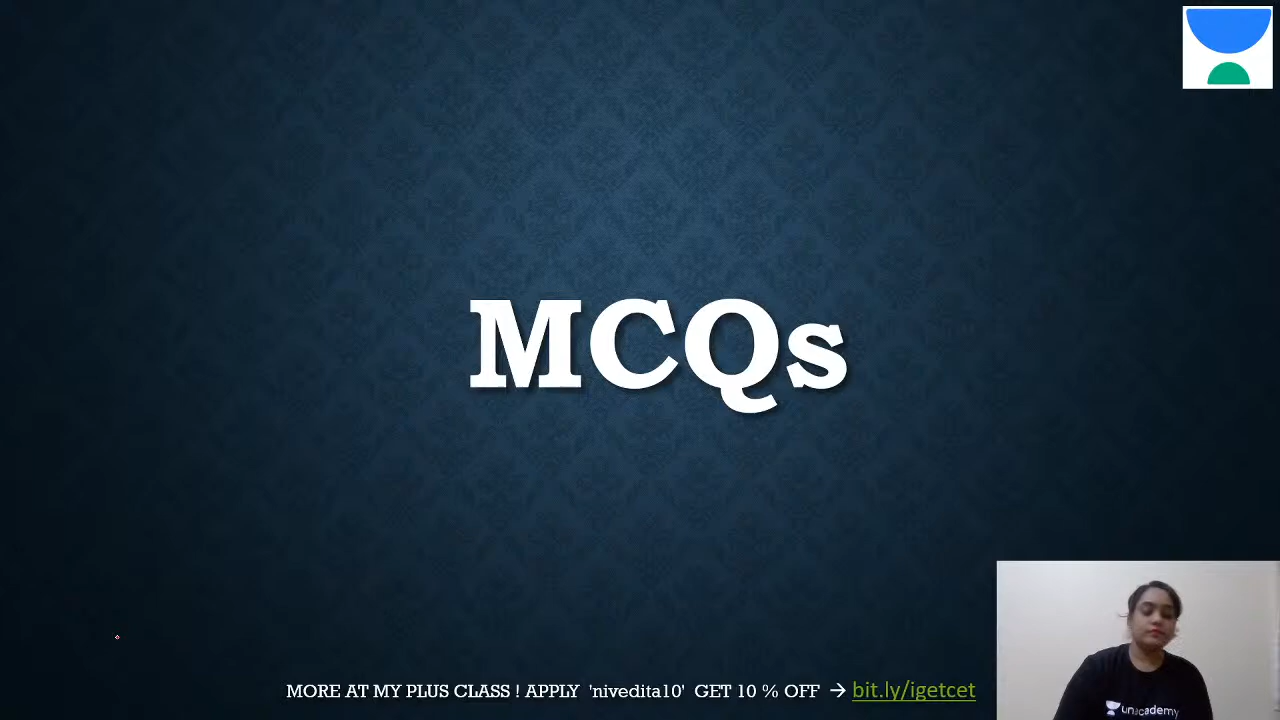 MCQs
MORE AT MY PLUS CLASS ! APPLY 'nivedita10' GET 10 % OFF → bit.ly/igetcet
unacademy